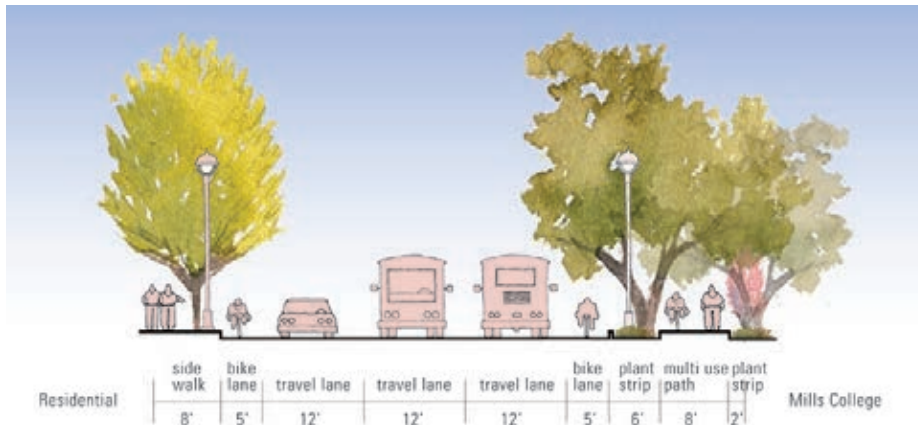 side walk
bike lane
travel lane
travel lane
travel lane
bike lane
plant strip
multi use path
plant strip
Residential
8'
5'
12'
12'
12'
5'
6'
8'
2'
Mills College